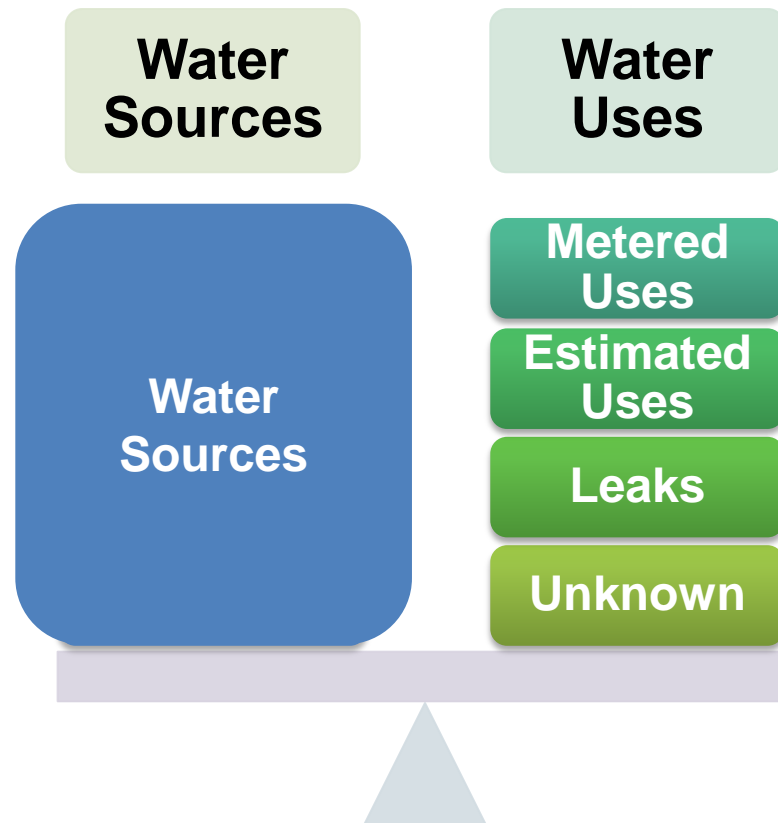 Water
Sources
Water
Uses
Water
Sources
Metered
Uses
Estimated
Uses
Leaks
Unknown